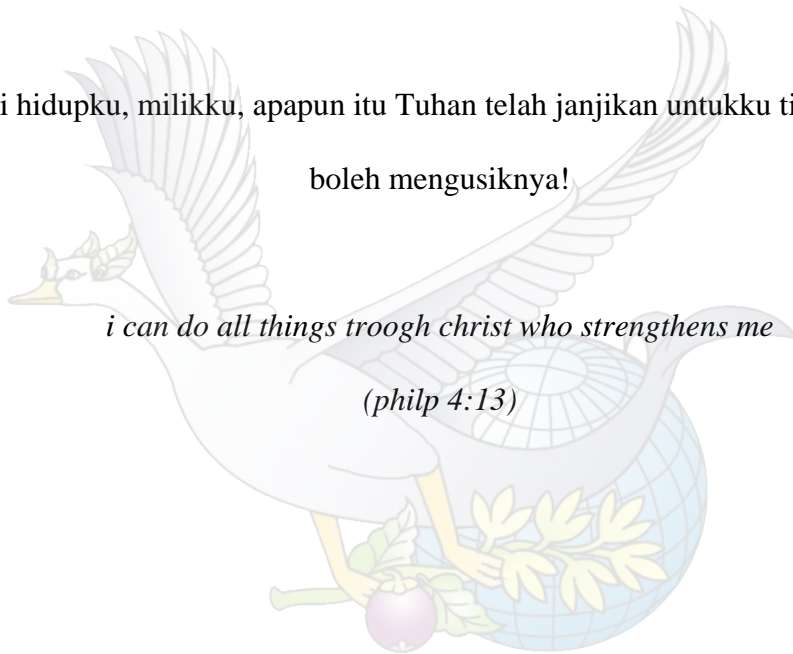 i hidupku, milikku, apapun itu Tuhan telah janjikan untukku ti
boleh mengusiknya!
i can do all things troogh christ who strengthens me
(philp 4:13)